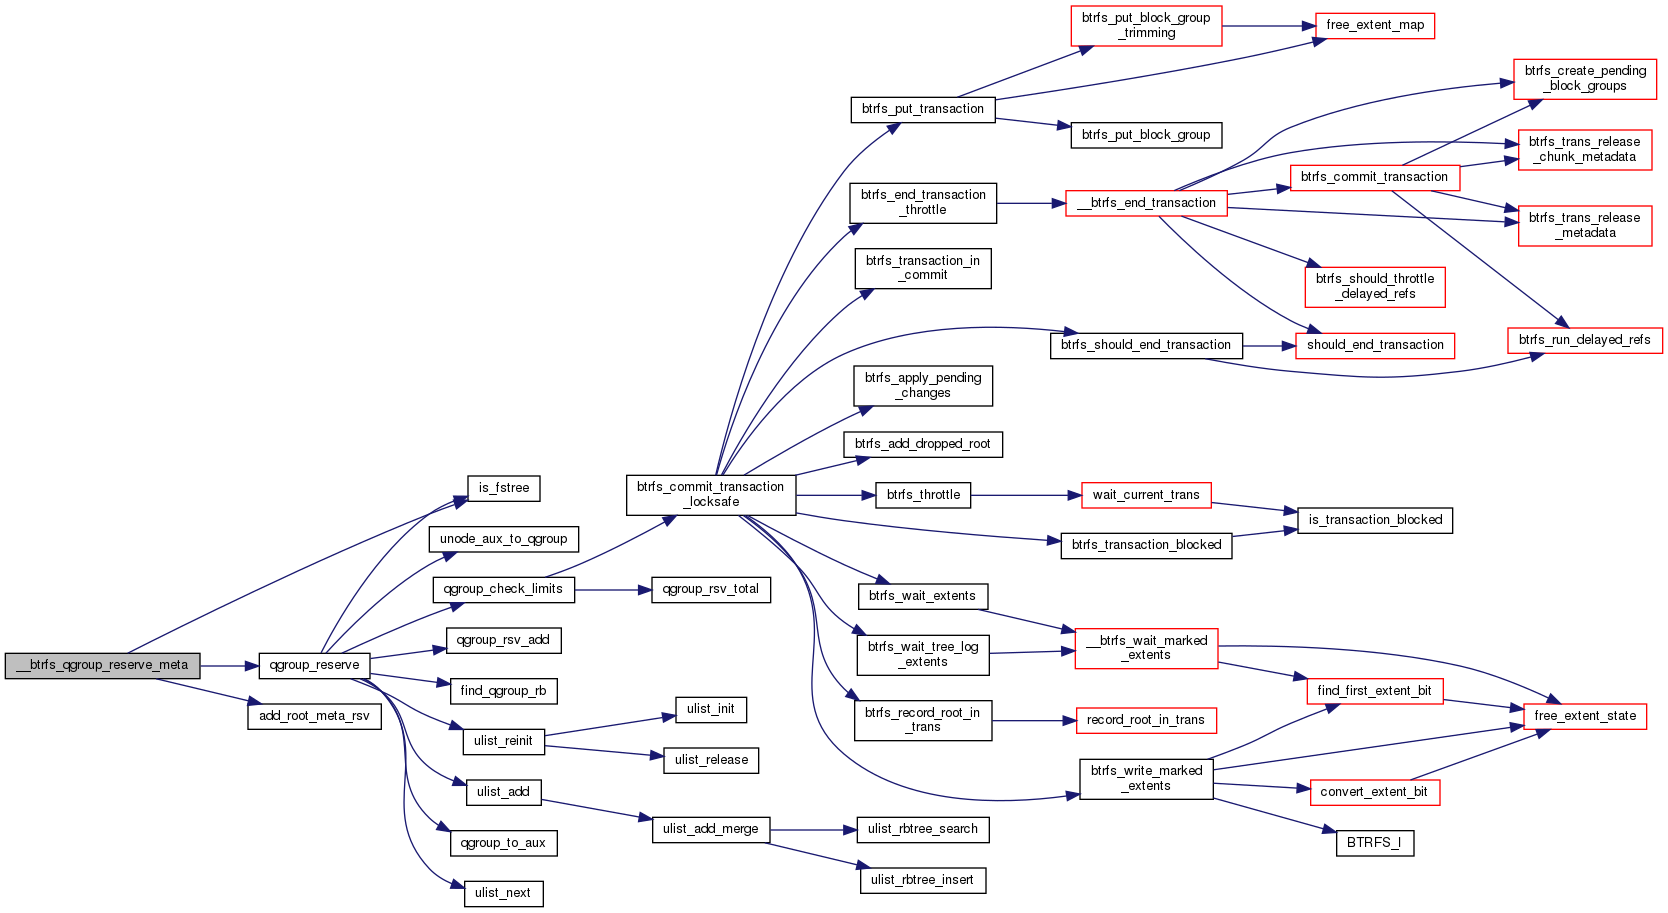 btrfs_put_block_group
_trimming
free_extent_map
btrfs_create_pending
_block_groups
btrfs_put_transaction
btrfs_put_block_group
btrfs_trans_release
_chunk_metadata
btrfs_commit_transaction
btrfs_end_transaction
_throttle
__btrfs_end_transaction
btrfs_trans_release
_metadata
btrfs_transaction_in
_commit
btrfs_should_throttle
_delayed_refs
btrfs_should_end_transaction
should_end_transaction
btrfs_run_delayed_refs
btrfs_apply_pending
_changes
btrfs_add_dropped_root
is_fstree
btrfs_commit_transaction
_locksafe
btrfs_throttle
wait_current_trans
is_transaction_blocked
unode_aux_to_qgroup
btrfs_transaction_blocked
qgroup_check_limits
qgroup_rsv_total
btrfs_wait_extents
qgroup_rsv_add
btrfs_wait_tree_log
_extents
__btrfs_wait_marked
_extents
__btrfs_qgroup_reserve_meta
qgroup_reserve
find_qgroup_rb
find_first_extent_bit
add_root_meta_rsv
ulist_init
btrfs_record_root_in
_trans
record_root_in_trans
free_extent_state
ulist_reinit
ulist_release
btrfs_write_marked
_extents
ulist_add
convert_extent_bit
ulist_add_merge
ulist_rbtree_search
qgroup_to_aux
BTRFS_I
ulist_rbtree_insert
ulist_next